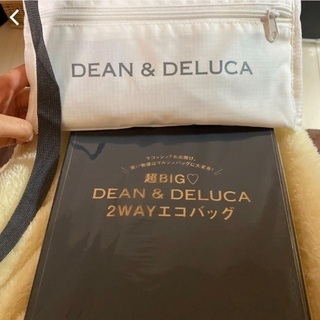 DEAN & DELUCA
超BIG♡
DEAN & DELUCA
2WAYエコバッグ